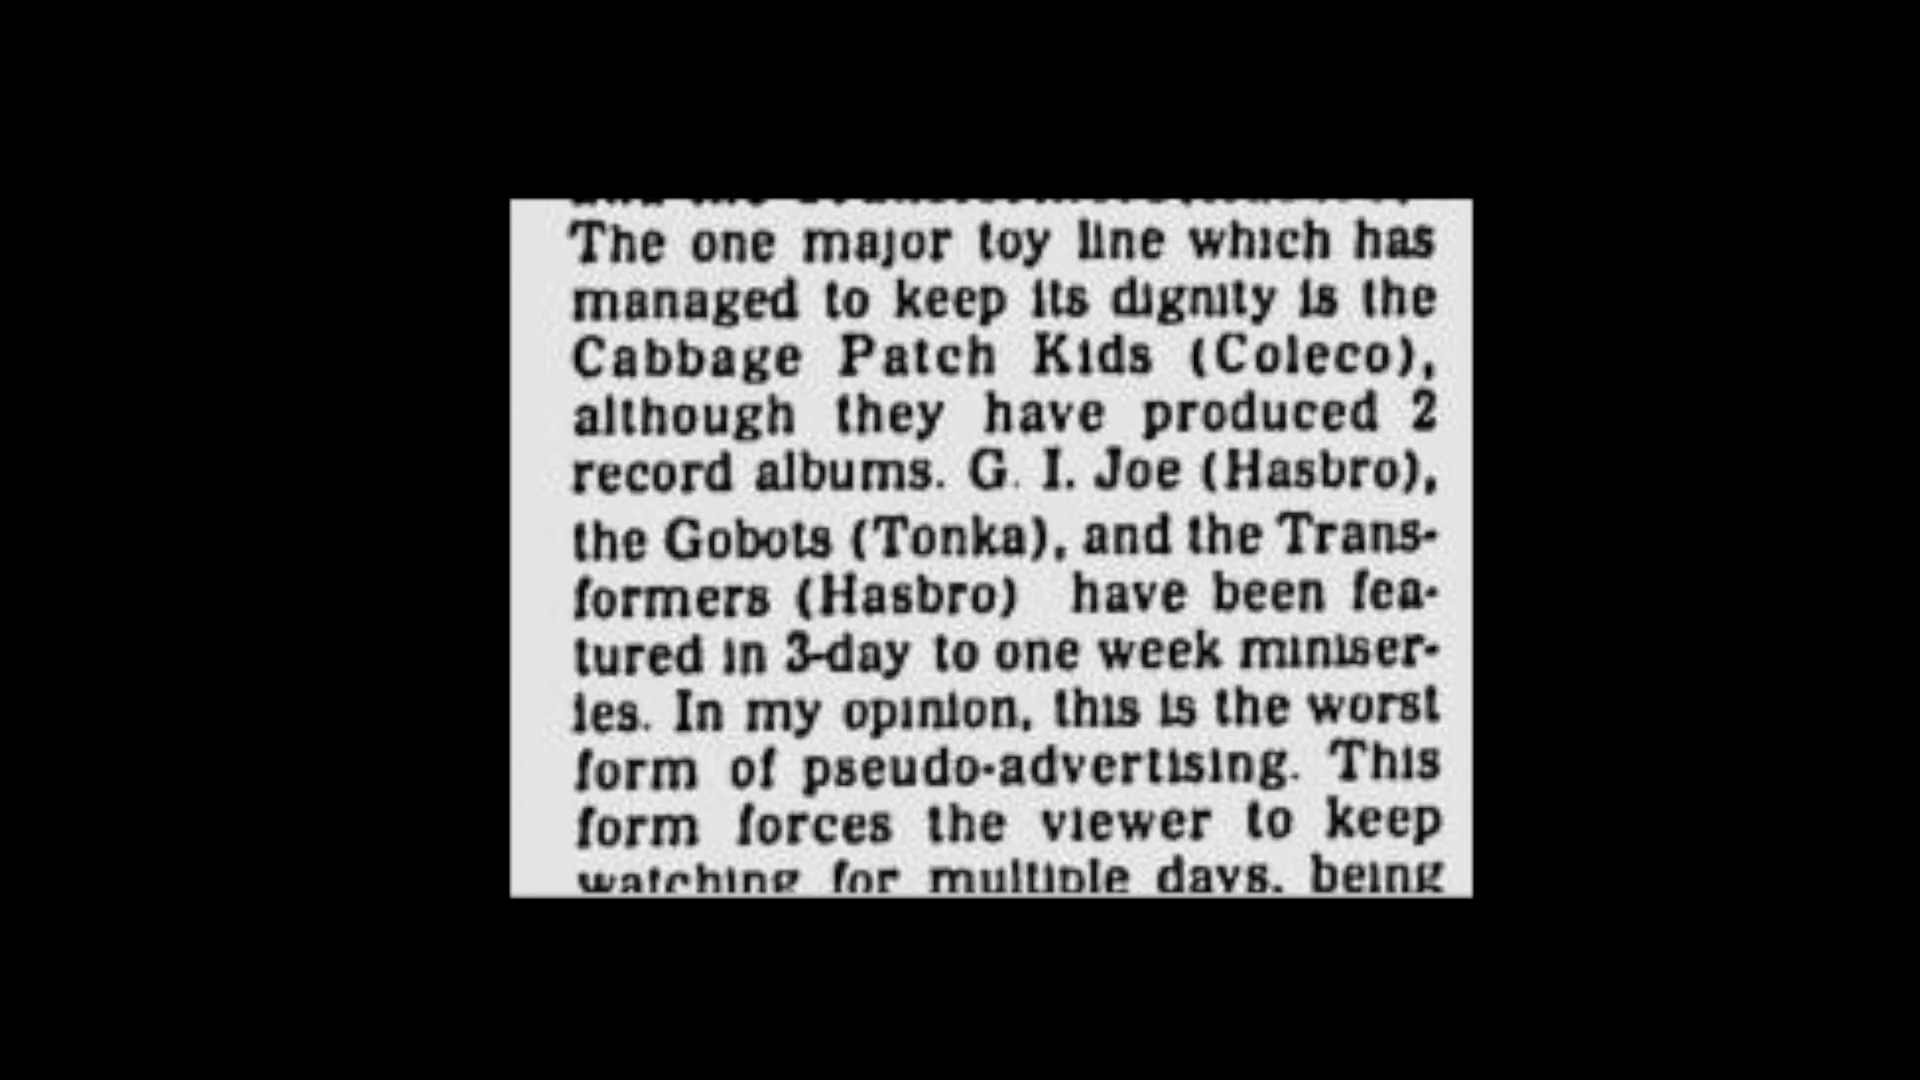 The one major toy line which has
managed to keep its dignity is the
Cabbage Patch Kids (Coleco),
although they have produced 2
record albums. G. I. Joe (Hasbro),
the Gobots (Tonka), and the Trans-
formers (Hasbro) have been fea-
tured in 3-day to one week miniser-
ies. In my opinion, this is the worst
form of pseudo-advertising. This
form forces the viewer to keep
watching for multiple days, being